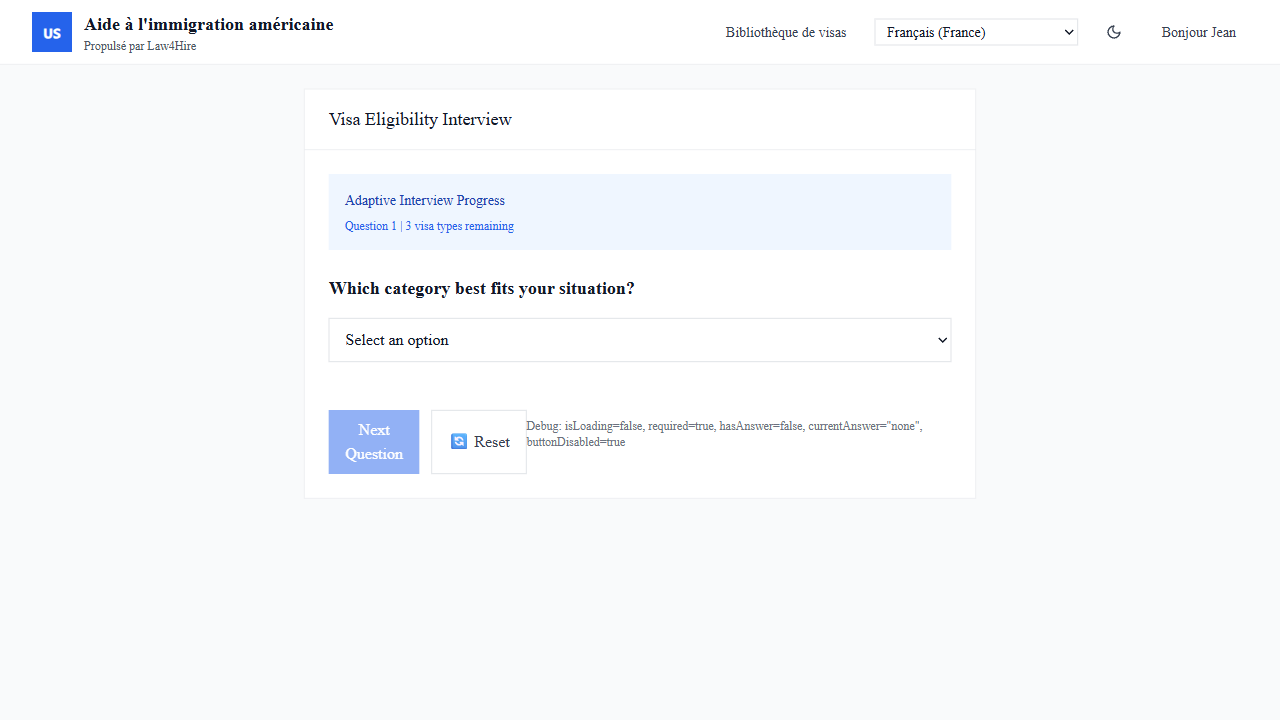 US
Aide à l'immigration américaine
Propulsé par Law4Hire
Bibliothèque de visas
Français (France)
Bonjour Jean
Visa Eligibility Interview
Adaptive Interview Progress
Question 1 | 3 visa types remaining
Which category best fits your situation?
Select an option
Next
Question
Reset
Debug: isLoading=false, required=true, hasAnswer=false, currentAnswer="none",
buttonDisabled=true